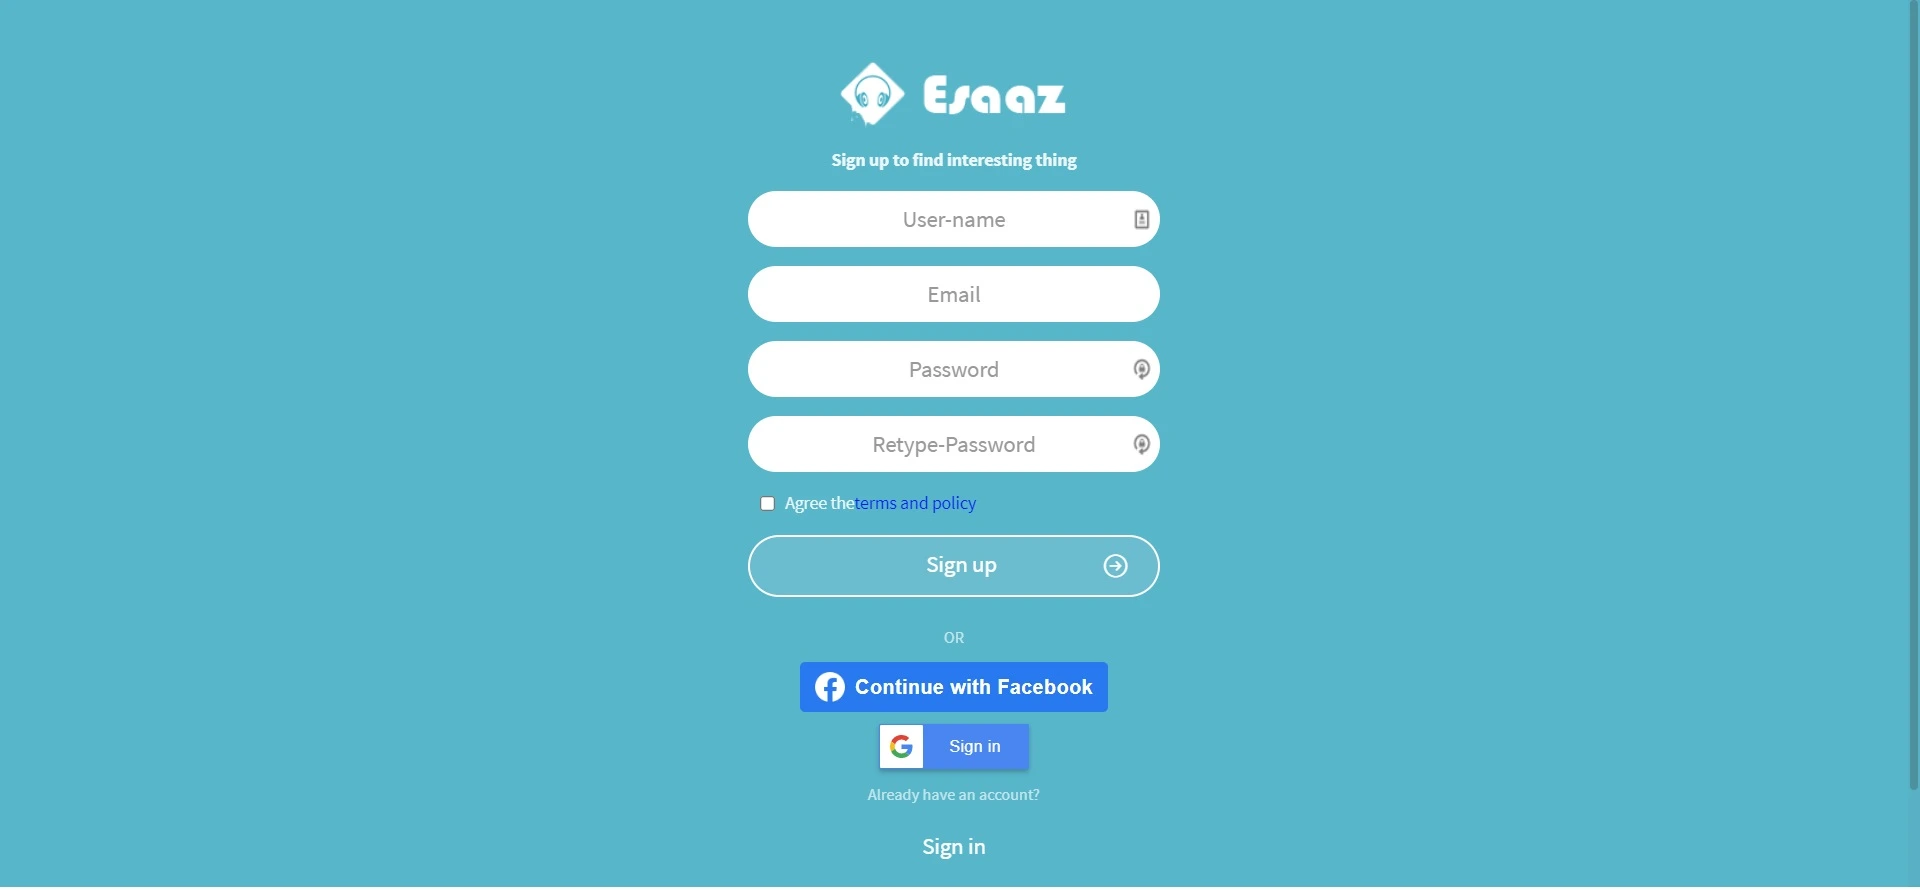 Esaaz
Sign up to find interesting thing
User-name
Email
Password
Retype-Password
Agree theterms and policy
Sign up
OR
Continue with Facebook
Sign in
Already have an account?
Sign in